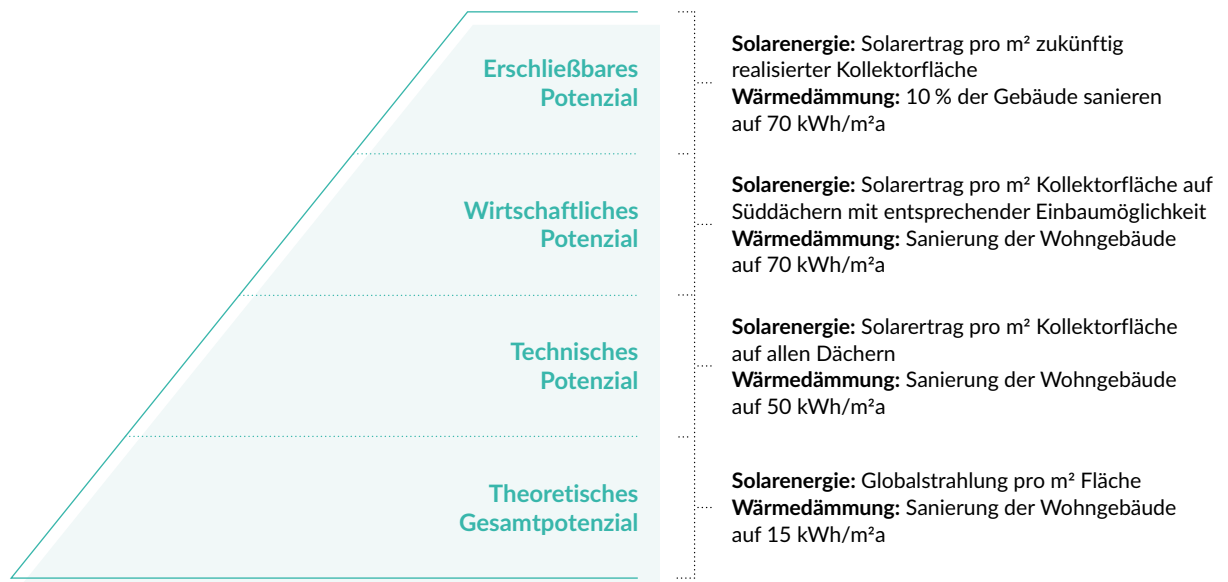 Erschließbares
Potenzial
Solarenergie: Solarertrag pro m² zukünftig
realisierter Kollektorfläche
Wärmedämmung: 10 % der Gebäude sanieren
auf 70 kWh/m²a
Wirtschaftliches
Potenzial
Solarenergie: Solarertrag pro m² Kollektorfläche auf
Süddächern mit entsprechender Einbaumöglichkeit
Wärmedämmung: Sanierung der Wohngebäude
auf 70 kWh/m²a
Technisches
Potenzial
Solarenergie: Solarertrag pro m² Kollektorfläche
auf allen Dächern
Wärmedämmung: Sanierung der Wohngebäude
auf 50 kWh/m²a
Theoretisches
Gesamtpotenzial
Solarenergie: Globalstrahlung pro m² Fläche
Wärmedämmung: Sanierung der Wohngebäude
auf 15 kWh/m²a